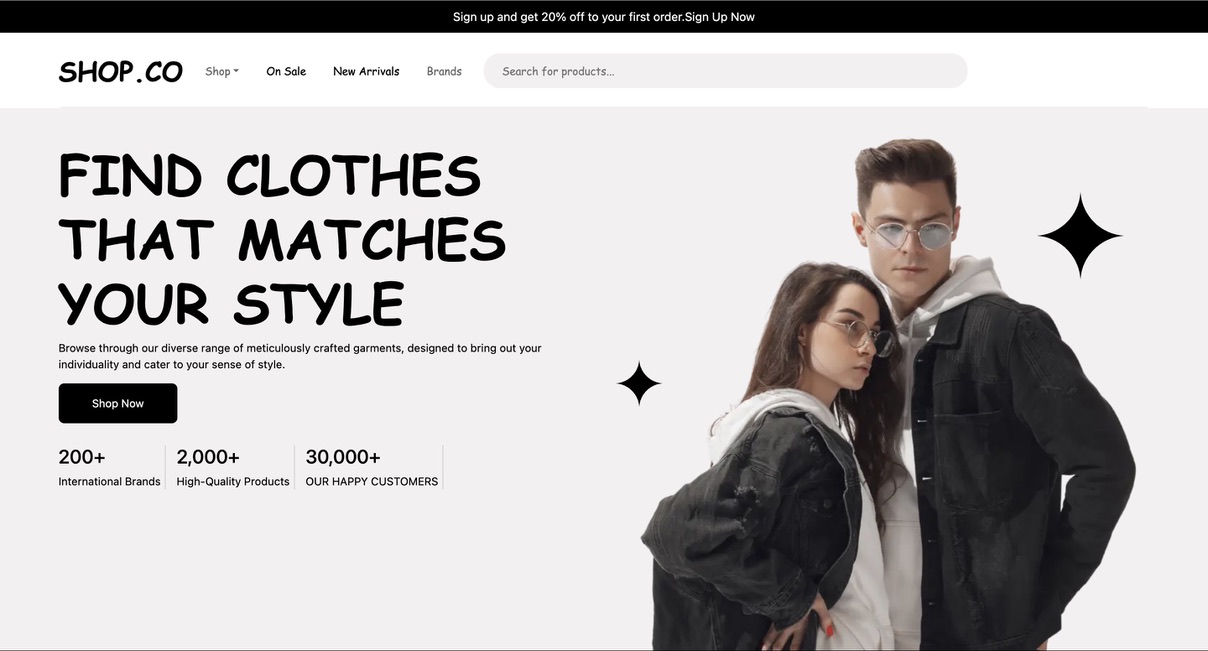 Sign up and get 20% off to your first order.Sign Up Now
SHOP.CO
Shop
On Sale
New Arrivals
Brands
Search for products...
FIND CLOTHES
THAT MATCHES
YOUR STYLE
Browse through our diverse range of meticulously crafted garments, designed to bring out your
individuality and cater to your sense of style.
Shop Now
200+
International Brands
2,000+
High-Quality Products
30,000+
OUR HAPPY CUSTOMERS